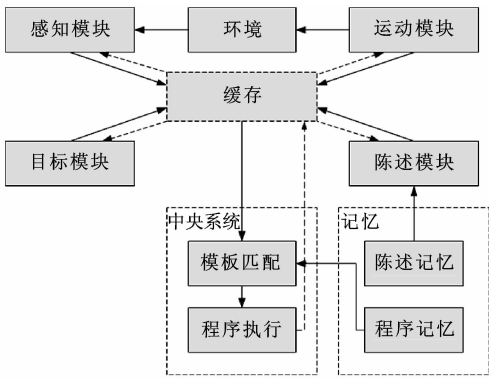 感知模块
环境
运动模块
缓存
目标模块
陈述模块
中央系统
记忆
模板匹配
陈述记忆
程序执行
程序记忆